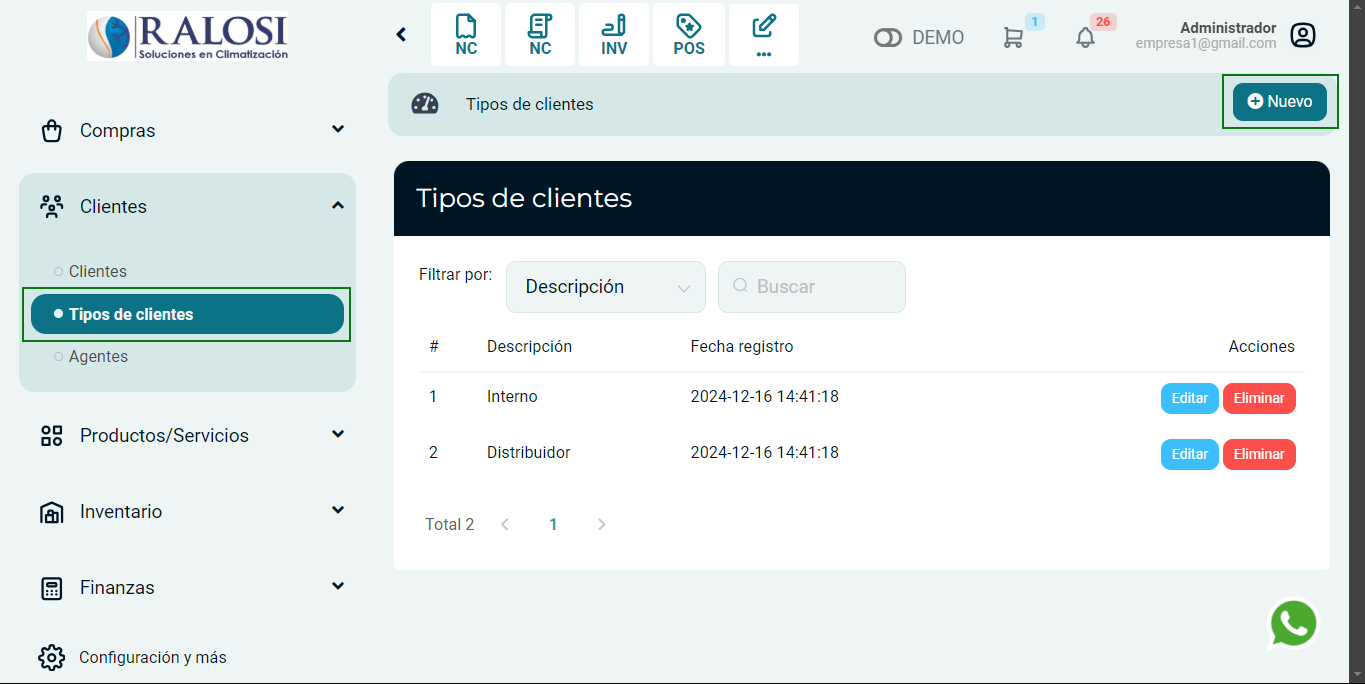 RALOSI
Soluciones en Climatización
NC
NC
INV
POS
...
DEMO
1
26
Administrador
empresa1@gmail.com
Tipos de clientes
Nuevo
Compras
Clientes
Clientes
Tipos de clientes
Agentes
Productos/Servicios
Inventario
Finanzas
Configuración y más
Tipos de clientes
Filtrar por: Descripción Buscar
# Descripción Fecha registro Acciones
1 Interno 2024-12-16 14:41:18 Editar Eliminar
2 Distribuidor 2024-12-16 14:41:18 Editar Eliminar
Total 2 1